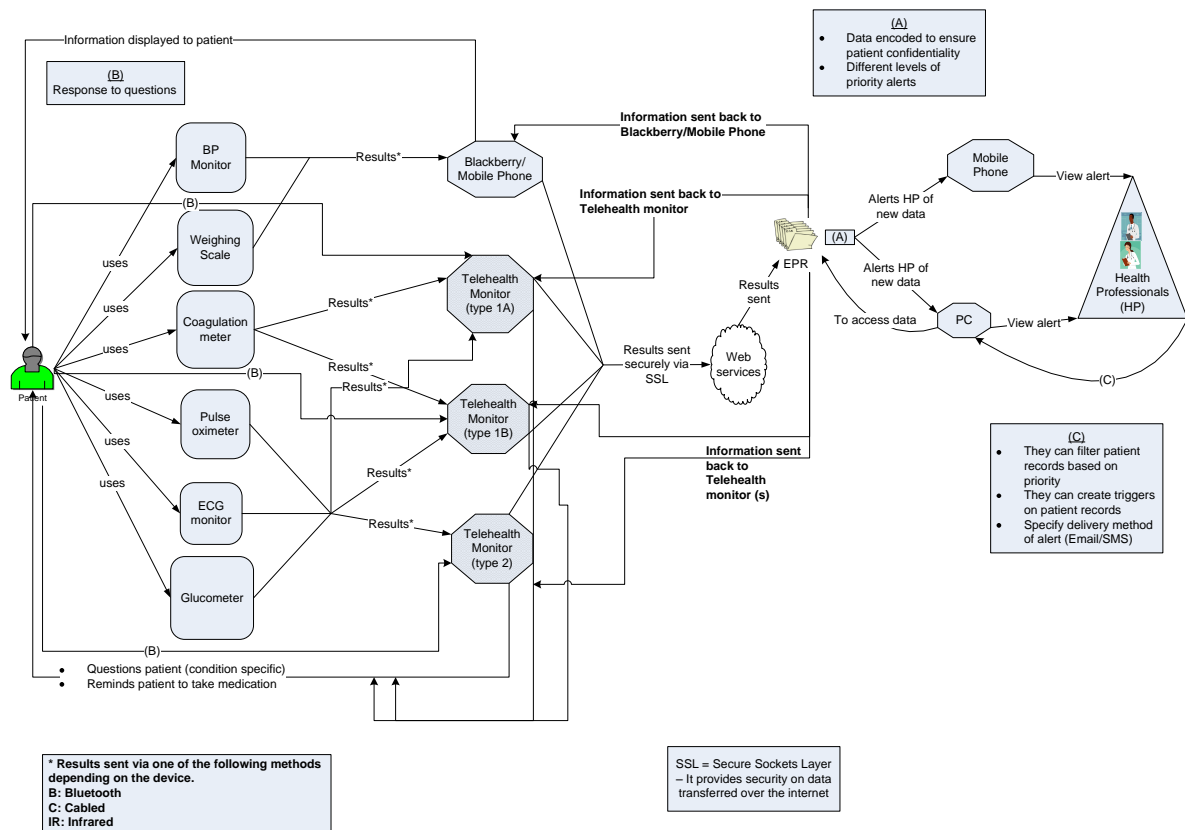 Information displayed to patient
(B)
Response to questions
(A)
• Data encoded to ensure
patient confidentiality
• Different levels of
priority alerts
Information sent back to
Blackberry/Mobile Phone
BP
Monitor
Results*
Blackberry/
Mobile Phone
Mobile
Phone
View alert
Information sent back to
Telehealth monitor
Alerts HP of
new data
(B)
Weighing
Scale
uses
(A)
EPR
Telehealth
Monitor
(type 1A)
Alerts HP of
new data
Health
Professionals
(HP)
Results
sent
Results*
uses
Coagulation
meter
To access data
PC
View alert
uses
Results sent
securely via
SSL
Web
services
Results*
Results*
(B)
(C)
Patient
uses
Pulse
oximeter
Telehealth
Monitor
(type 1B)
uses
uses
Information sent
back to
Telehealth
monitor (s)
(C)
• They can filter patient
records based on
priority
• They can create triggers
on patient records
• Specify delivery method
of alert (Email/SMS)
Results*
ECG
monitor
Results*
Telehealth
Monitor
(type 2)
Glucometer
(B)
• Questions patient (condition specific)
• Reminds patient to take medication
* Results sent via one of the following methods
depending on the device.
B: Bluetooth
C: Cabled
IR: Infrared
SSL = Secure Sockets Layer
– It provides security on data
transferred over the internet